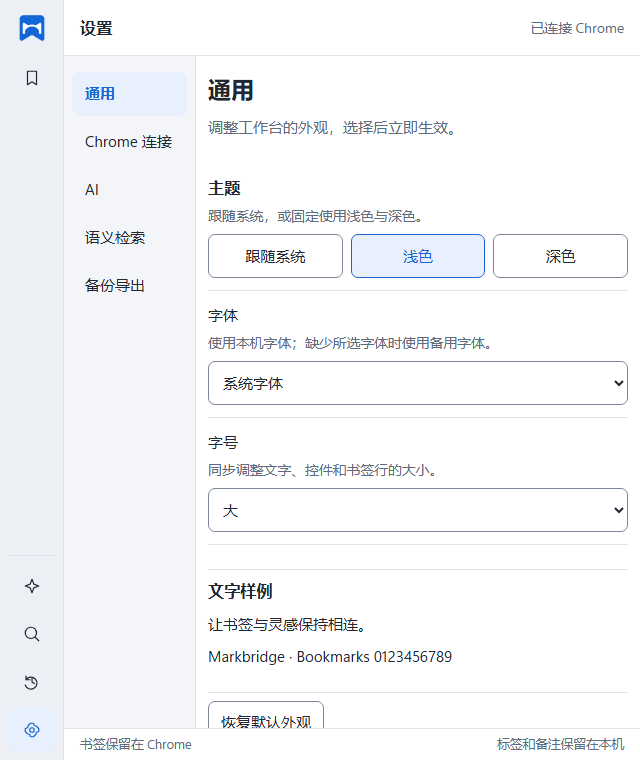 设置
已连接 Chrome
通用
Chrome 连接
AI
语义检索
备份导出
通用
调整工作台的外观，选择后立即生效。
主题
跟随系统，或固定使用浅色与深色。
跟随系统
浅色
深色
字体
使用本机字体；缺少所选字体时使用备用字体。
系统字体
字号
同步调整文字、控件和书签行的大小。
大
文字样例
让书签与灵感保持相连。
Markbridge · Bookmarks 0123456789
恢复默认外观
书签保留在 Chrome
标签和备注保留在本机